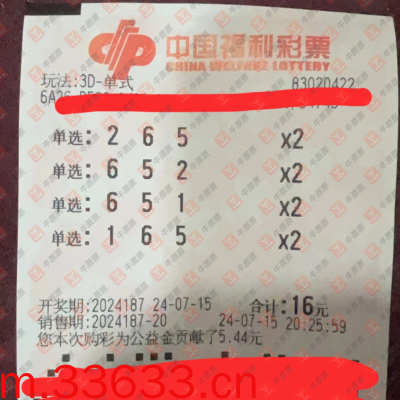 中国福利彩票
CHINA WELFARE LOTTERY
玩法:3D-单式 83020422
单选: 2 6 5 x2
单选: 6 5 2 x2
单选: 6 5 1 x2
单选: 1 6 5 x2
开奖期:2024187 24-07-15 合计:16元
销售期:2024187-20 24-07-15 20:25:59
您本次购彩为公益金贡献了5.44元
m.33633.cn